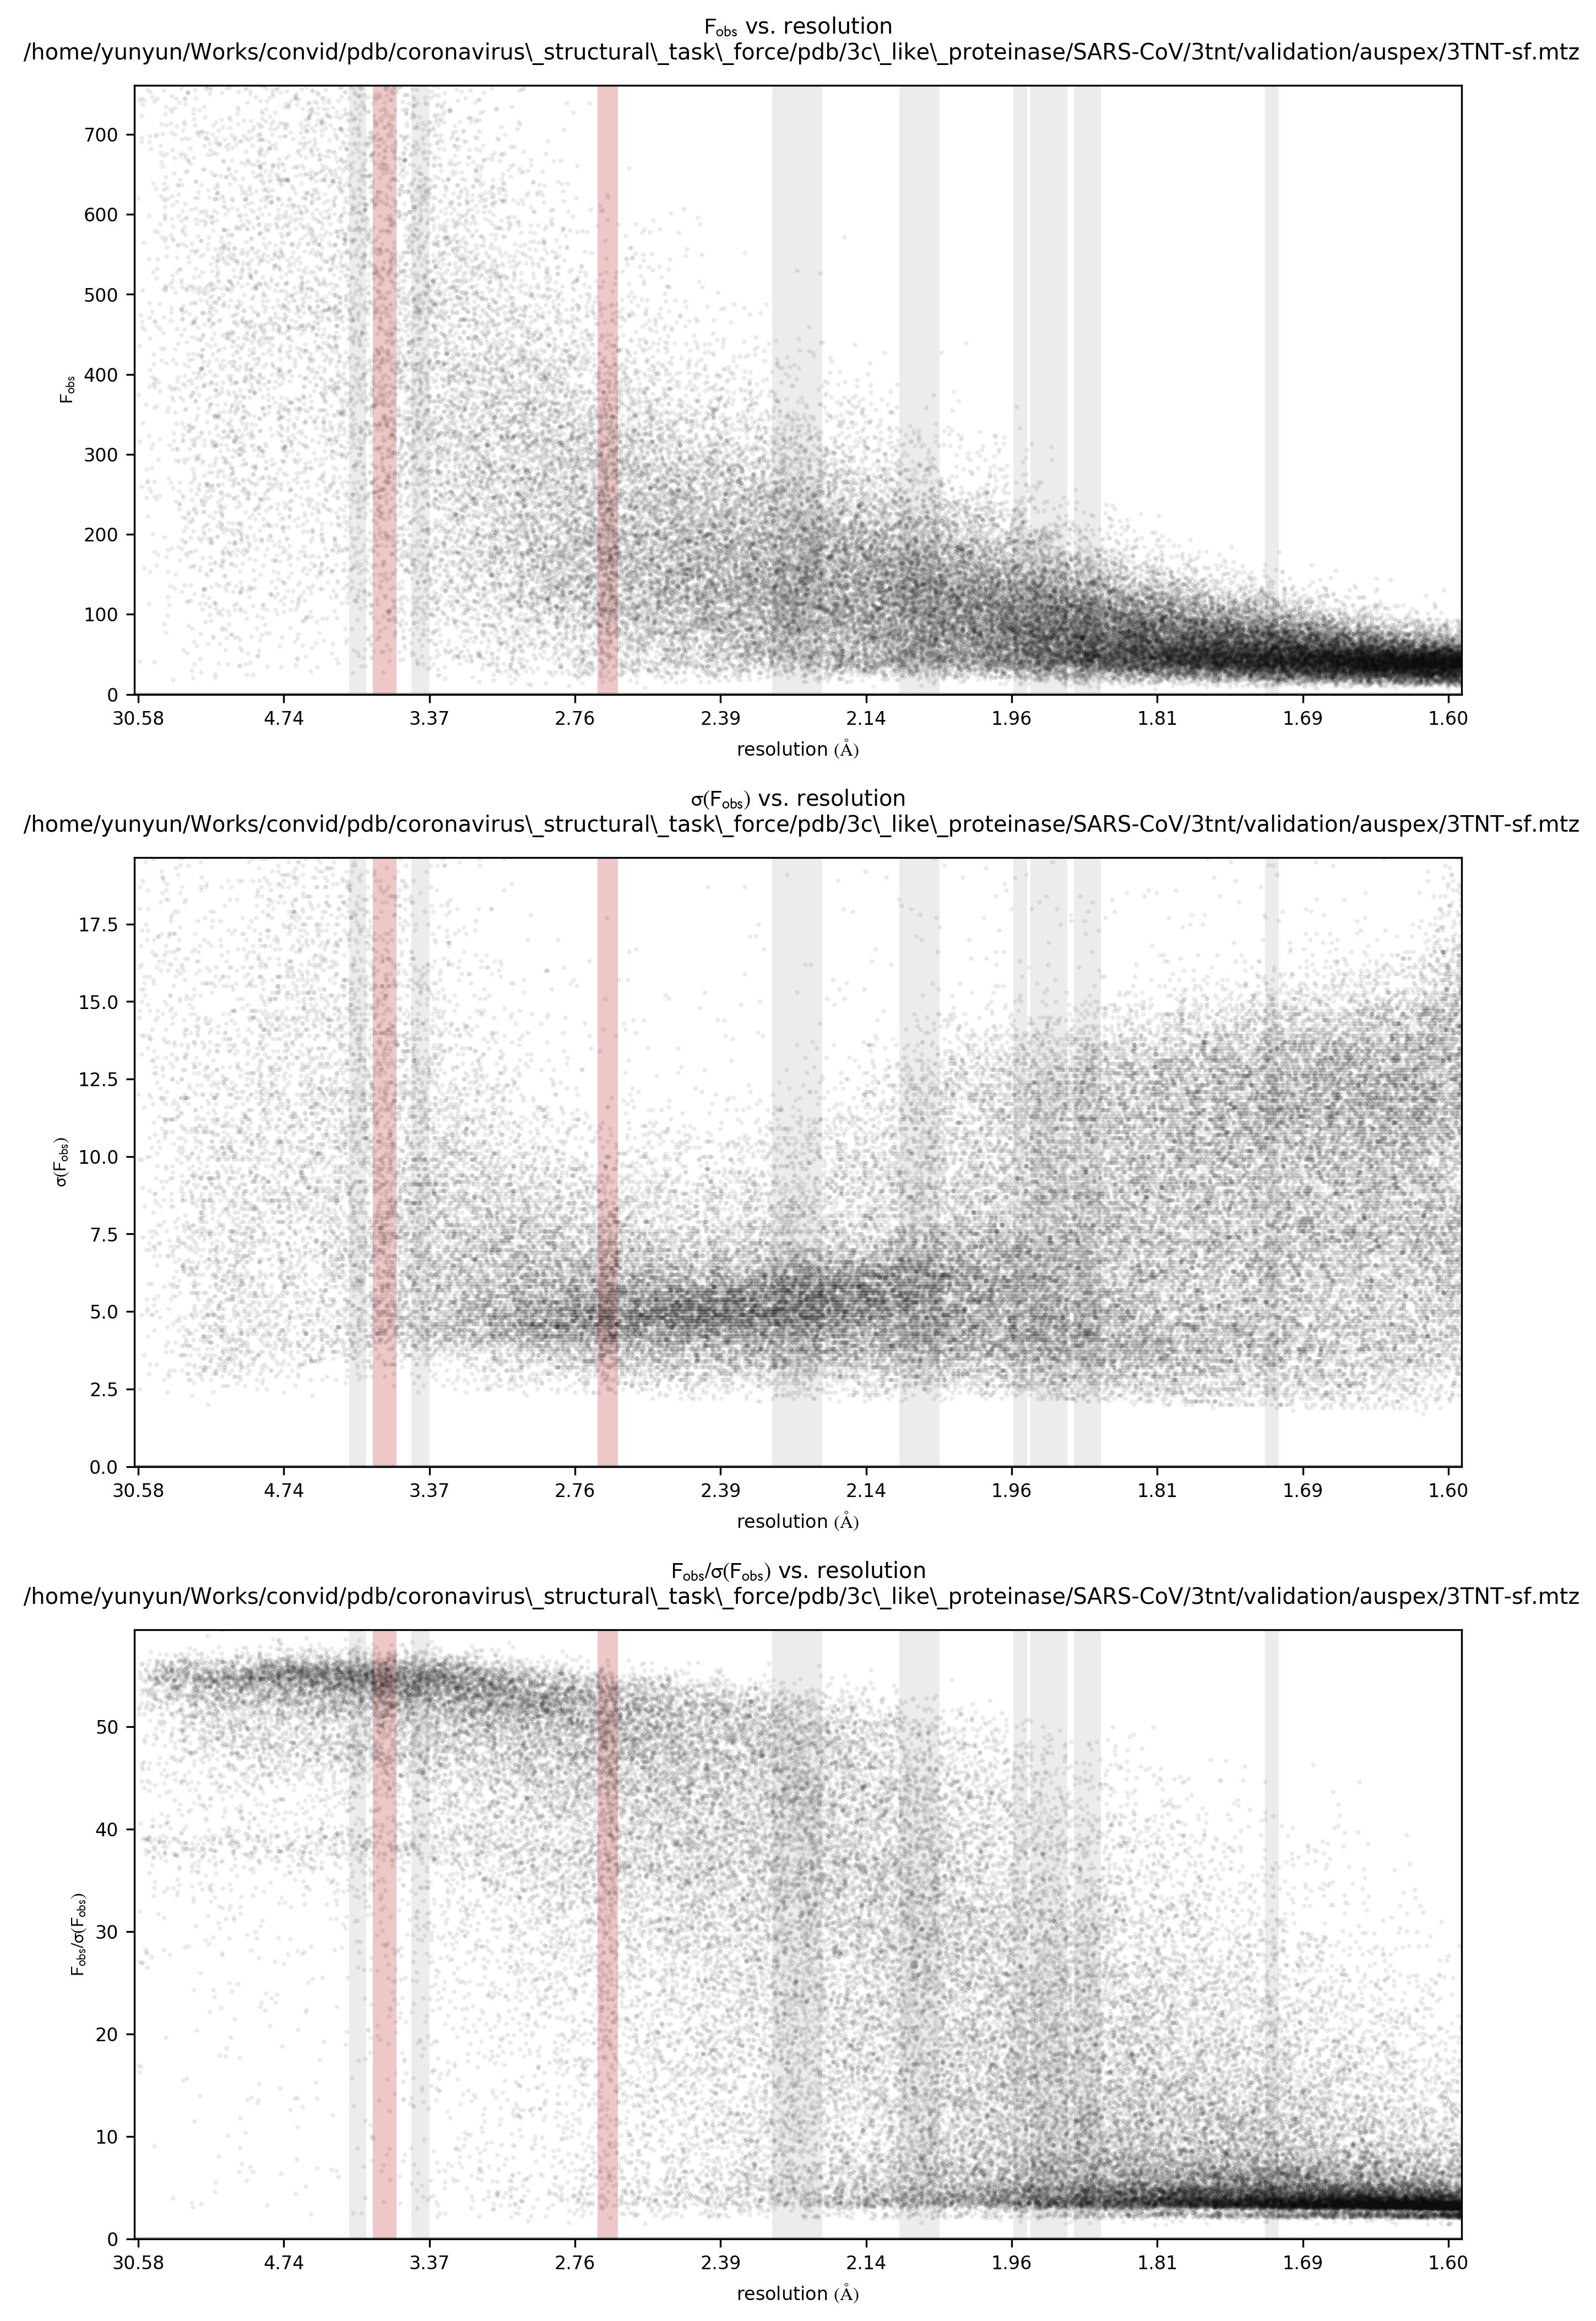 Fobs vs. resolution
/home/yunyun/Works/convid/pdb/coronavirus\_structural\_task\_force/pdb/3c\_like\_proteinase/SARS-CoV/3tnt/validation/auspex/3TNT-sf.mtz
700
600
500
400
300
200
100
0
Fobs
30.58 4.74 3.37 2.76 2.39 2.14 1.96 1.81 1.69 1.60
resolution (Å)
σ(Fobs) vs. resolution
/home/yunyun/Works/convid/pdb/coronavirus\_structural\_task\_force/pdb/3c\_like\_proteinase/SARS-CoV/3tnt/validation/auspex/3TNT-sf.mtz
17.5
15.0
12.5
10.0
7.5
5.0
2.5
0.0
σ(Fobs)
30.58 4.74 3.37 2.76 2.39 2.14 1.96 1.81 1.69 1.60
resolution (Å)
Fobs/σ(Fobs) vs. resolution
/home/yunyun/Works/convid/pdb/coronavirus\_structural\_task\_force/pdb/3c\_like\_proteinase/SARS-CoV/3tnt/validation/auspex/3TNT-sf.mtz
50
40
30
20
10
0
Fobs/σ(Fobs)
30.58 4.74 3.37 2.76 2.39 2.14 1.96 1.81 1.69 1.60
resolution (Å)